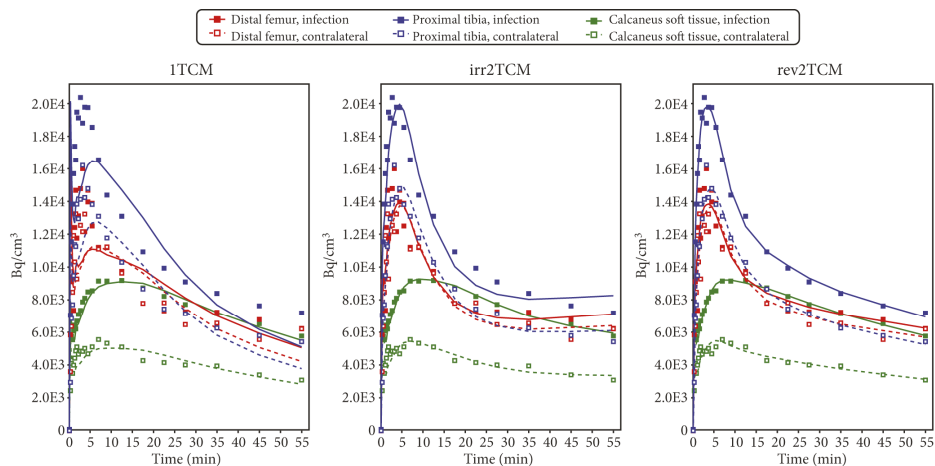 Distal femur, infection Proximal tibia, infection Calcaneus soft tissue, infection
Distal femur, contralateral Proximal tibia, contralateral Calcaneus soft tissue, contralateral
1TCM irr2TCM rev2TCM
2.0E4 2.0E4 2.0E4
1.8E4 1.8E4 1.8E4
1.6E4 1.6E4 1.6E4
1.4E4 1.4E4 1.4E4
1.2E4 1.2E4 1.2E4
1.0E4 1.0E4 1.0E4
8.0E3 8.0E3 8.0E3
6.0E3 6.0E3 6.0E3
4.0E3 4.0E3 4.0E3
2.0E3 2.0E3 2.0E3
0 0 0
Bq/cm³ Bq/cm³ Bq/cm³
0 5 10 15 20 25 30 35 40 45 50 55 0 5 10 15 20 25 30 35 40 45 50 55 0 5 10 15 20 25 30 35 40 45 50 55
Time (min) Time (min) Time (min)